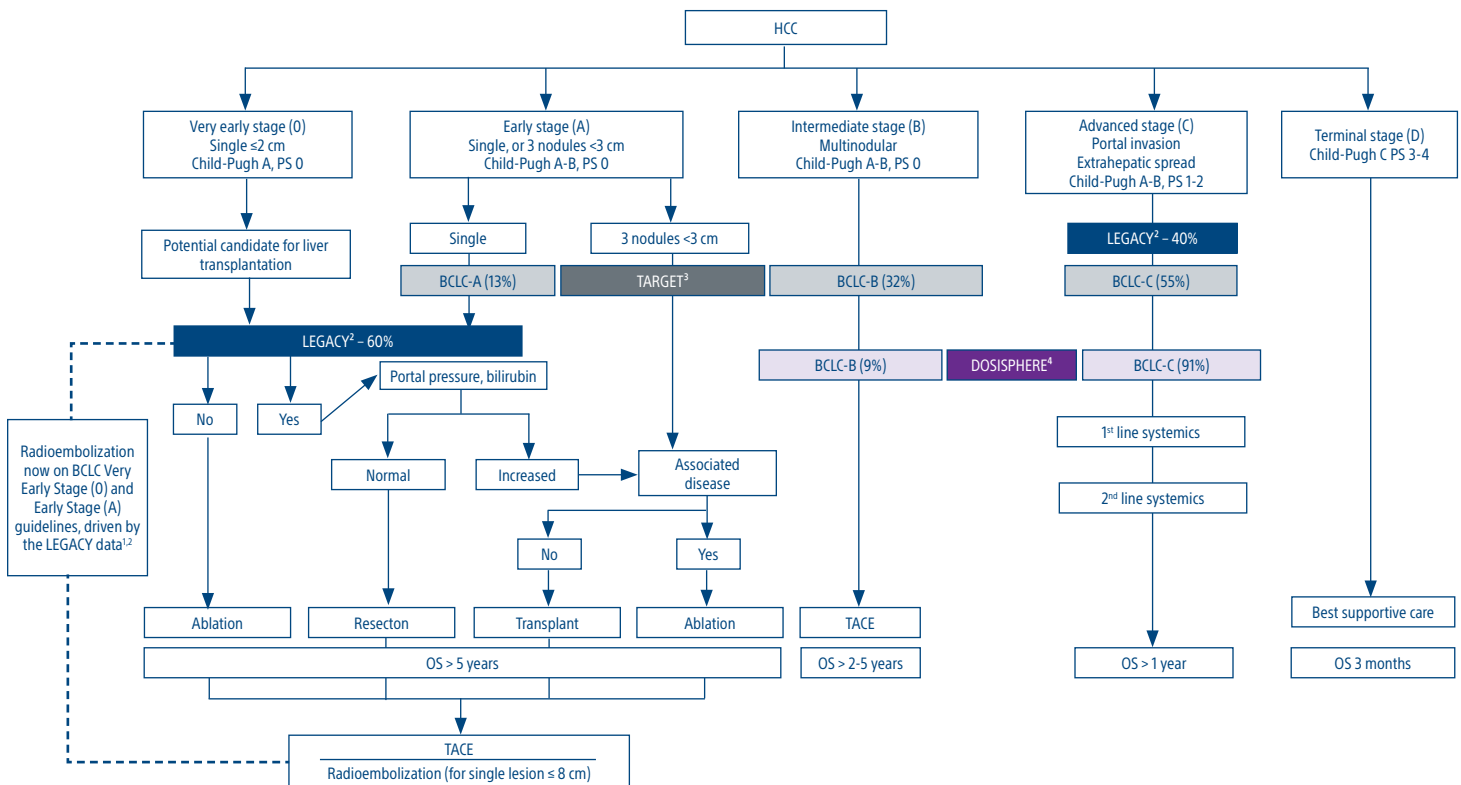 HCC
Very early stage (0)
Single ≤2 cm
Child-Pugh A, PS 0
Early stage (A)
Single, or 3 nodules <3 cm
Child-Pugh A-B, PS 0
Intermediate stage (B)
Multinodular
Child-Pugh A-B, PS 0
Advanced stage (C)
Portal invasion
Extrahepatic spread
Child-Pugh A-B, PS 1-2
Terminal stage (D)
Child-Pugh C PS 3-4
Potential candidate for liver
transplantation
Single
3 nodules <3 cm
LEGACY² – 40%
BCLC-A (13%)
TARGET³
BCLC-B (32%)
BCLC-C (55%)
LEGACY² – 60%
Portal pressure, bilirubin
BCLC-B (9%)
DOSISPHERE⁴
BCLC-C (91%)
No
Yes
Radioembolization
now on BCLC Very
Early Stage (0) and
Early Stage (A)
guidelines, driven by
the LEGACY data¹,²
Normal
Increased
Associated
disease
1st line systemics
2nd line systemics
No
Yes
Ablation
Resecton
Transplant
Ablation
TACE
Best supportive care
OS > 5 years
OS > 2-5 years
OS > 1 year
OS 3 months
TACE
Radioembolization (for single lesion ≤ 8 cm)